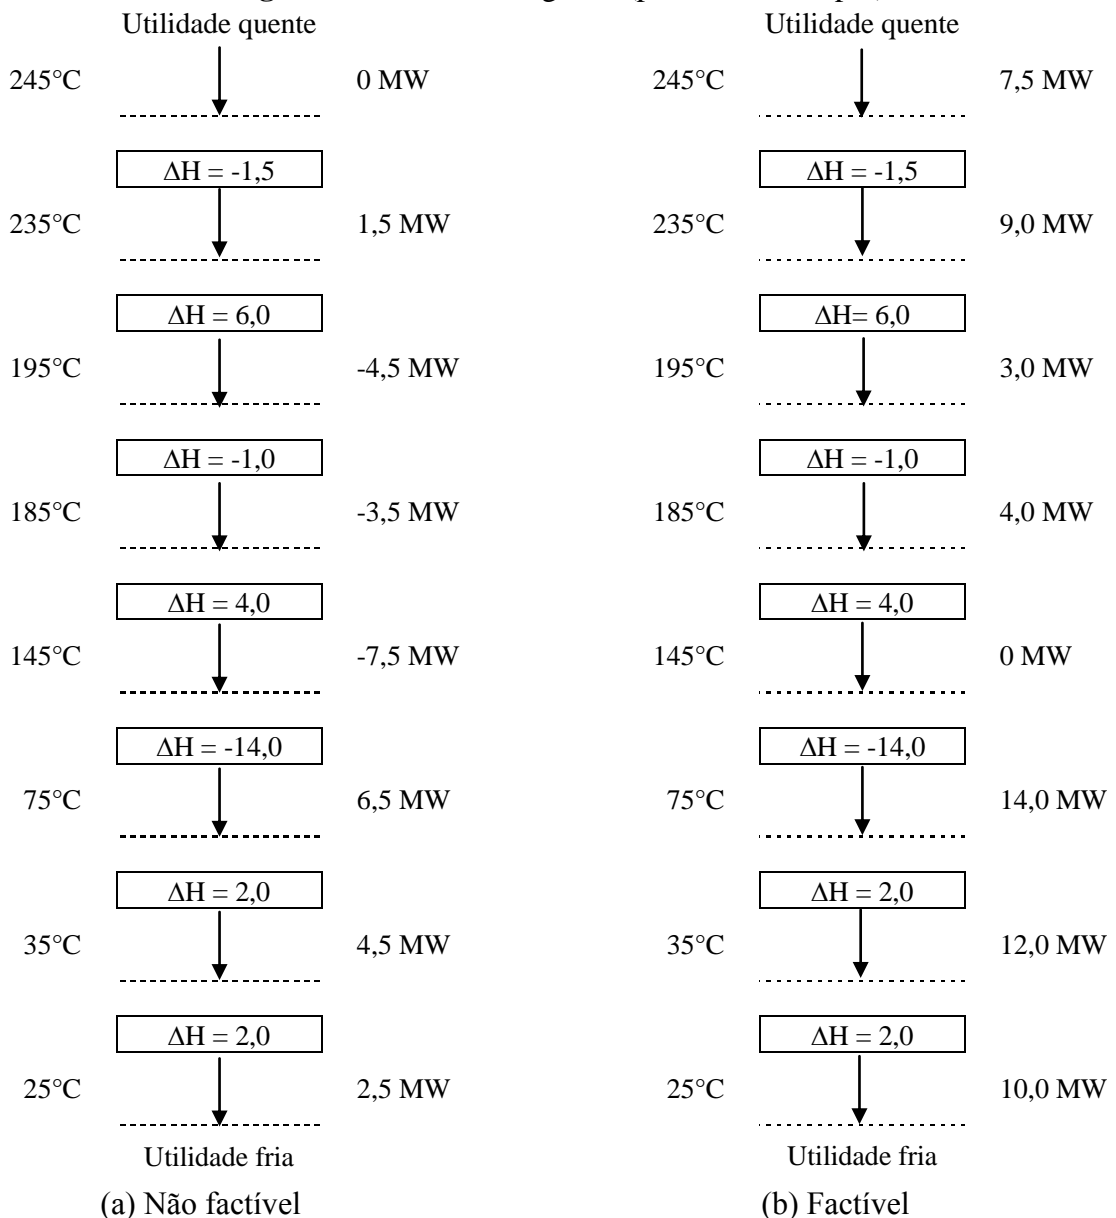 Utilidade quente
245°C
0 MW
ΔH = -1,5
235°C
1,5 MW
ΔH = 6,0
195°C
-4,5 MW
ΔH = -1,0
185°C
-3,5 MW
ΔH = 4,0
145°C
-7,5 MW
ΔH = -14,0
75°C
6,5 MW
ΔH = 2,0
35°C
4,5 MW
ΔH = 2,0
25°C
2,5 MW
Utilidade fria
(a) Não factível
Utilidade quente
245°C
7,5 MW
ΔH = -1,5
235°C
9,0 MW
ΔH= 6,0
195°C
3,0 MW
ΔH = -1,0
185°C
4,0 MW
ΔH = 4,0
145°C
0 MW
ΔH = -14,0
75°C
14,0 MW
ΔH = 2,0
35°C
12,0 MW
ΔH = 2,0
25°C
10,0 MW
Utilidade fria
(b) Factível